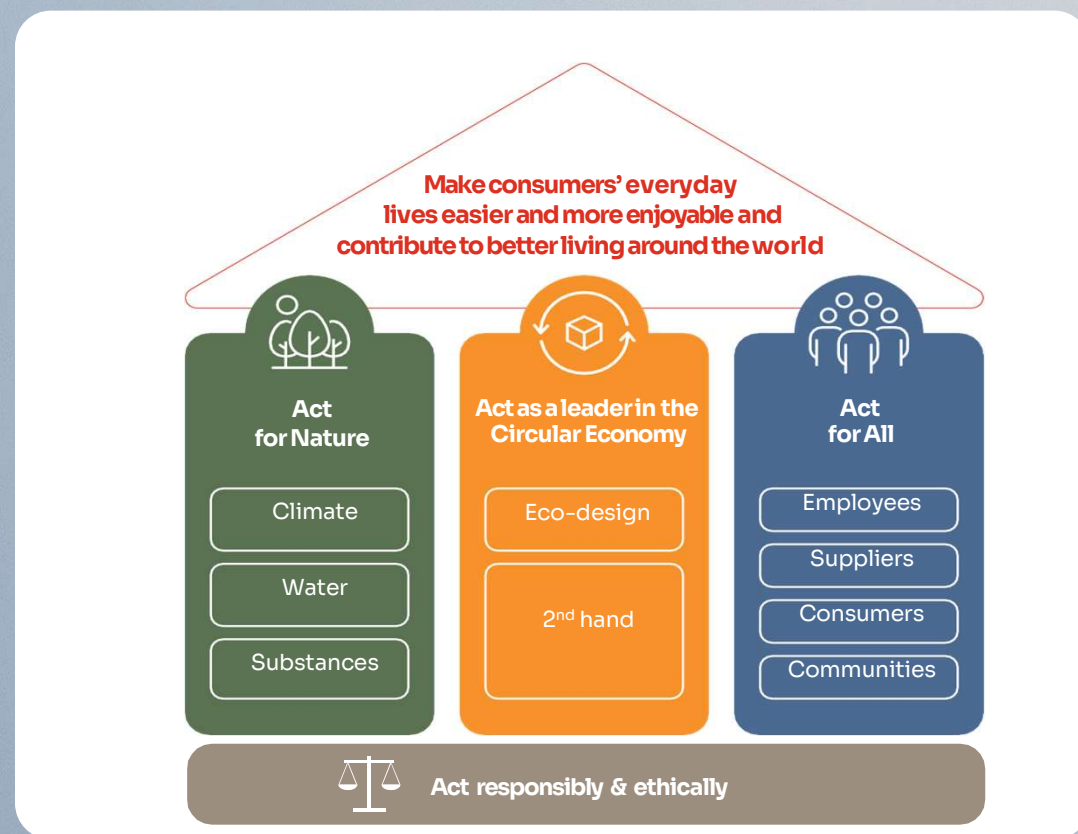 Make consumers’ everyday
lives easier and more enjoyable and
contribute to better living around the world
Act
for Nature
Climate
Water
Substances
Act as a leader in the
Circular Economy
Eco-design
2nd hand
Act
for All
Employees
Suppliers
Consumers
Communities
Act responsibly & ethically